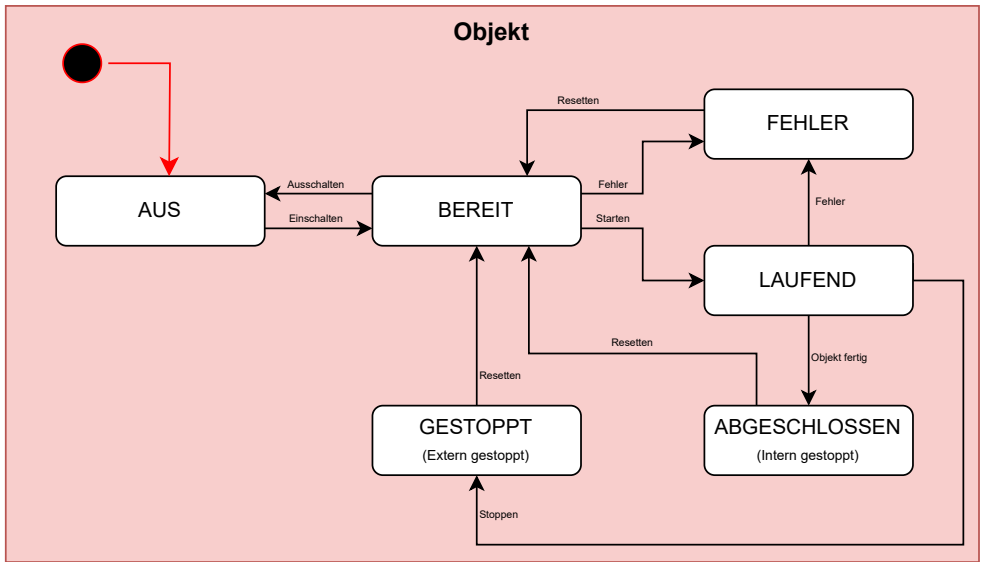 Objekt
Resetten
FEHLER
Ausschalten
Fehler
AUS
BEREIT
Einschalten
Starten
Fehler
LAUFEND
Resetten
Objekt fertig
Resetten
GESTOPPT
(Extern gestoppt)
ABGESCHLOSSEN
(Intern gestoppt)
Stoppen